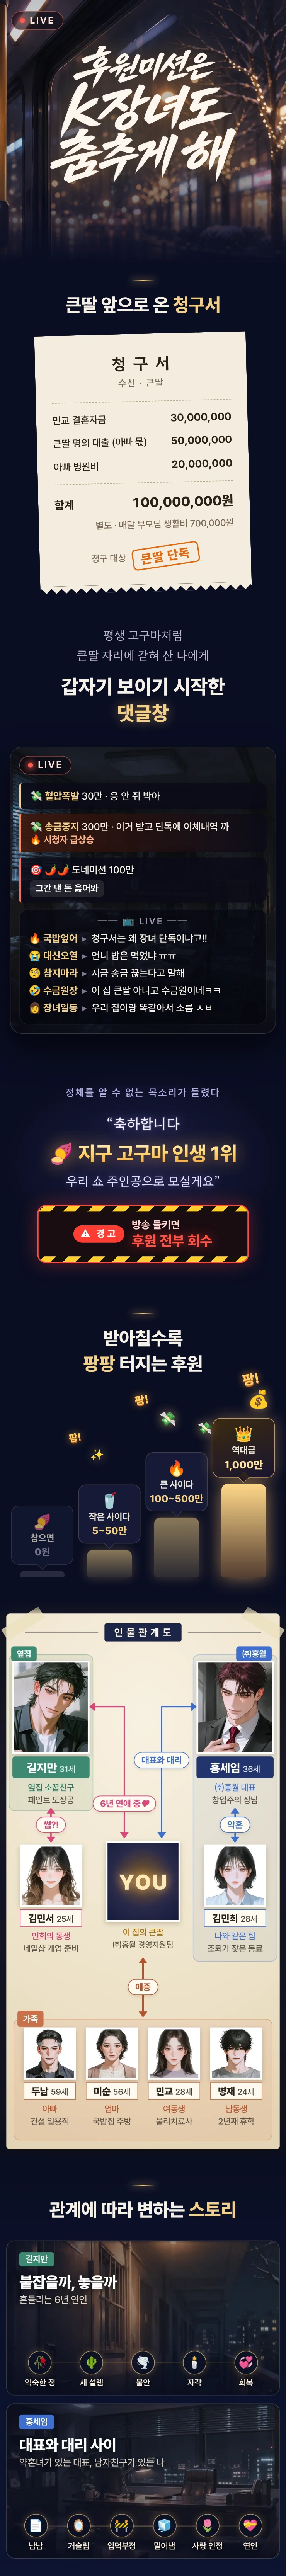 LIVE
후원미션은
K장녀도
춤추게 해
큰딸 앞으로 온 청구서
청구서
수신 · 큰딸
민교 결혼자금 30,000,000
큰딸 명의 대출 (아빠 몫) 50,000,000
아빠 병원비 20,000,000
합계 100,000,000원
별도 · 매달 부모님 생활비 700,000원
청구 대상 큰딸 단독
평생 고구마처럼
큰딸 자리에 갇혀 산 나에게
갑자기 보이기 시작한
댓글창
LIVE
💸 혈압폭발 30만 · 응 안 줘 박아
💸 송금중지 300만 · 이거 받고 단톡에 이체내역 까
🔥 시청자 급상승
🎯 🌶️🌶️ 도네미션 100만
그간 낸 돈 읊어봐
📺 LIVE
🔥 국밥엎어 ▸ 청구서는 왜 장녀 단독이냐고!!
😭 대신오열 ▸ 언니 밥은 먹었냐 ㅠㅠ
🧐 참지마라 ▸ 지금 송금 끊는다고 말해
🤣 수금원장 ▸ 이 집 큰딸 아니고 수금원이네ㅋㅋ
👩 장녀일동 ▸ 우리 집이랑 똑같아서 소름 ㅅㅂ
정체를 알 수 없는 목소리가 들렸다
“축하합니다
🍠 지구 고구마 인생 1위
우리 쇼 주인공으로 모실게요”
⚠ 경고
방송 들키면
후원 전부 회수
받아칠수록
팡팡 터지는 후원
팡!
팡!
팡!
👑
역대급
1,000만
🔥
큰 사이다
100~500만
🥤
작은 사이다
5~50만
🍠
참으면
0원
인물관계도
옆집
㈜홍월
길지만 31세
옆집 소꿉친구
페인트 도장공
홍세임 36세
㈜홍월 대표
창업주의 장남
대표와 대리
6년 연애 중♥
썸?!
약혼
김민서 25세
민희의 동생
네일샵 개업 준비
YOU
이 집의 큰딸
㈜홍월 경영지원팀
김민희 28세
나와 같은 팀
조퇴가 잦은 동료
애증
가족
두남 59세
아빠
건설 일용직
미순 56세
엄마
국밥집 주방
민교 28세
여동생
물리치료사
병재 24세
남동생
2년째 휴학
관계에 따라 변하는 스토리
길지만
붙잡을까, 놓을까
흔들리는 6년 연인
익숙한 정 새 설렘 불안 자각 회복
홍세임
대표와 대리 사이
약혼녀가 있는 대표, 남자친구가 있는 나
남남 거슬림 입덕부정 밀어냄 사랑 인정 연인